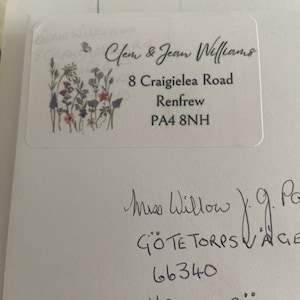 Clem & Jean Williams
8 Craigielea Road
Renfrew
PA4 8NH
Miss Willow J. G.
GÖTETORPSVÄGE
66340